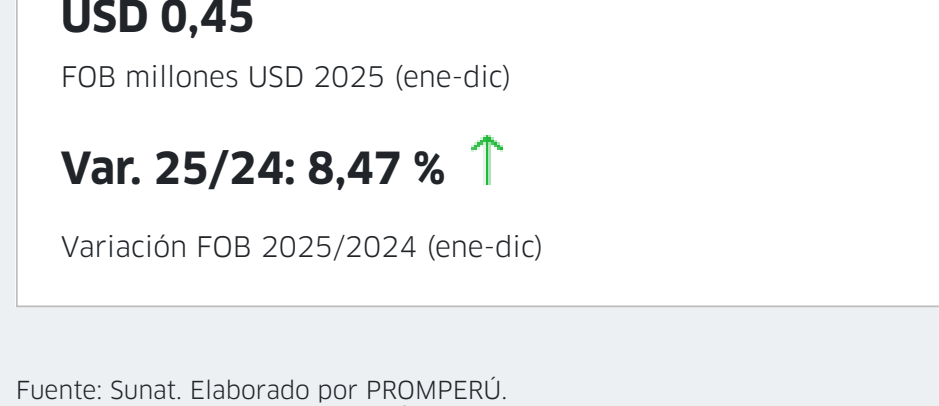 USD 0,45
FOB millones USD 2025 (ene-dic)
Var. 25/24: 8,47 %
Variación FOB 2025/2024 (ene-dic)
Fuente: Sunat. Elaborado por PROMPERÚ.